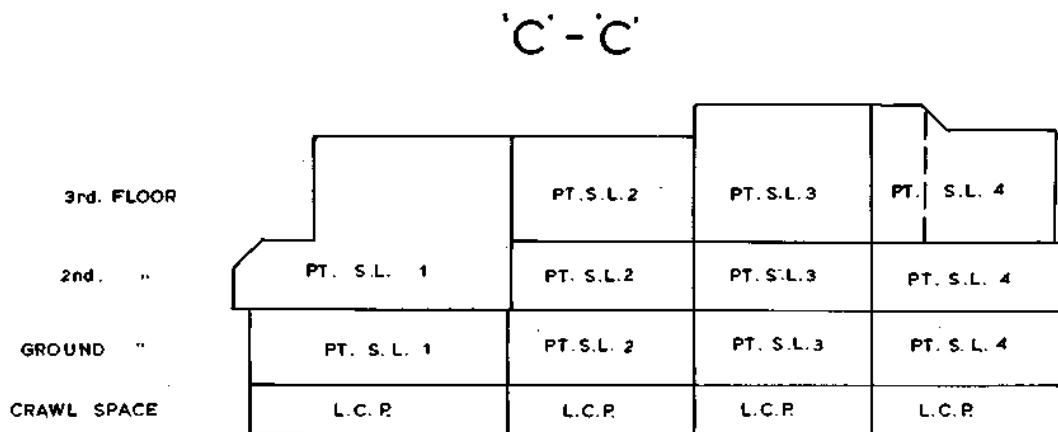 'C' - 'C'
3rd. FLOOR PT. S.L. 2 PT. S.L. 3 PT. S.L. 4
2nd. " PT. S.L. 1 PT. S.L. 2 PT. S.L. 3 PT. S.L. 4
GROUND " PT. S. L. 1 PT. S.L. 2 PT. S.L. 3 PT. S. L. 4
CRAWL SPACE L.C.P. L.C.P. L.C.P. L.C.P.